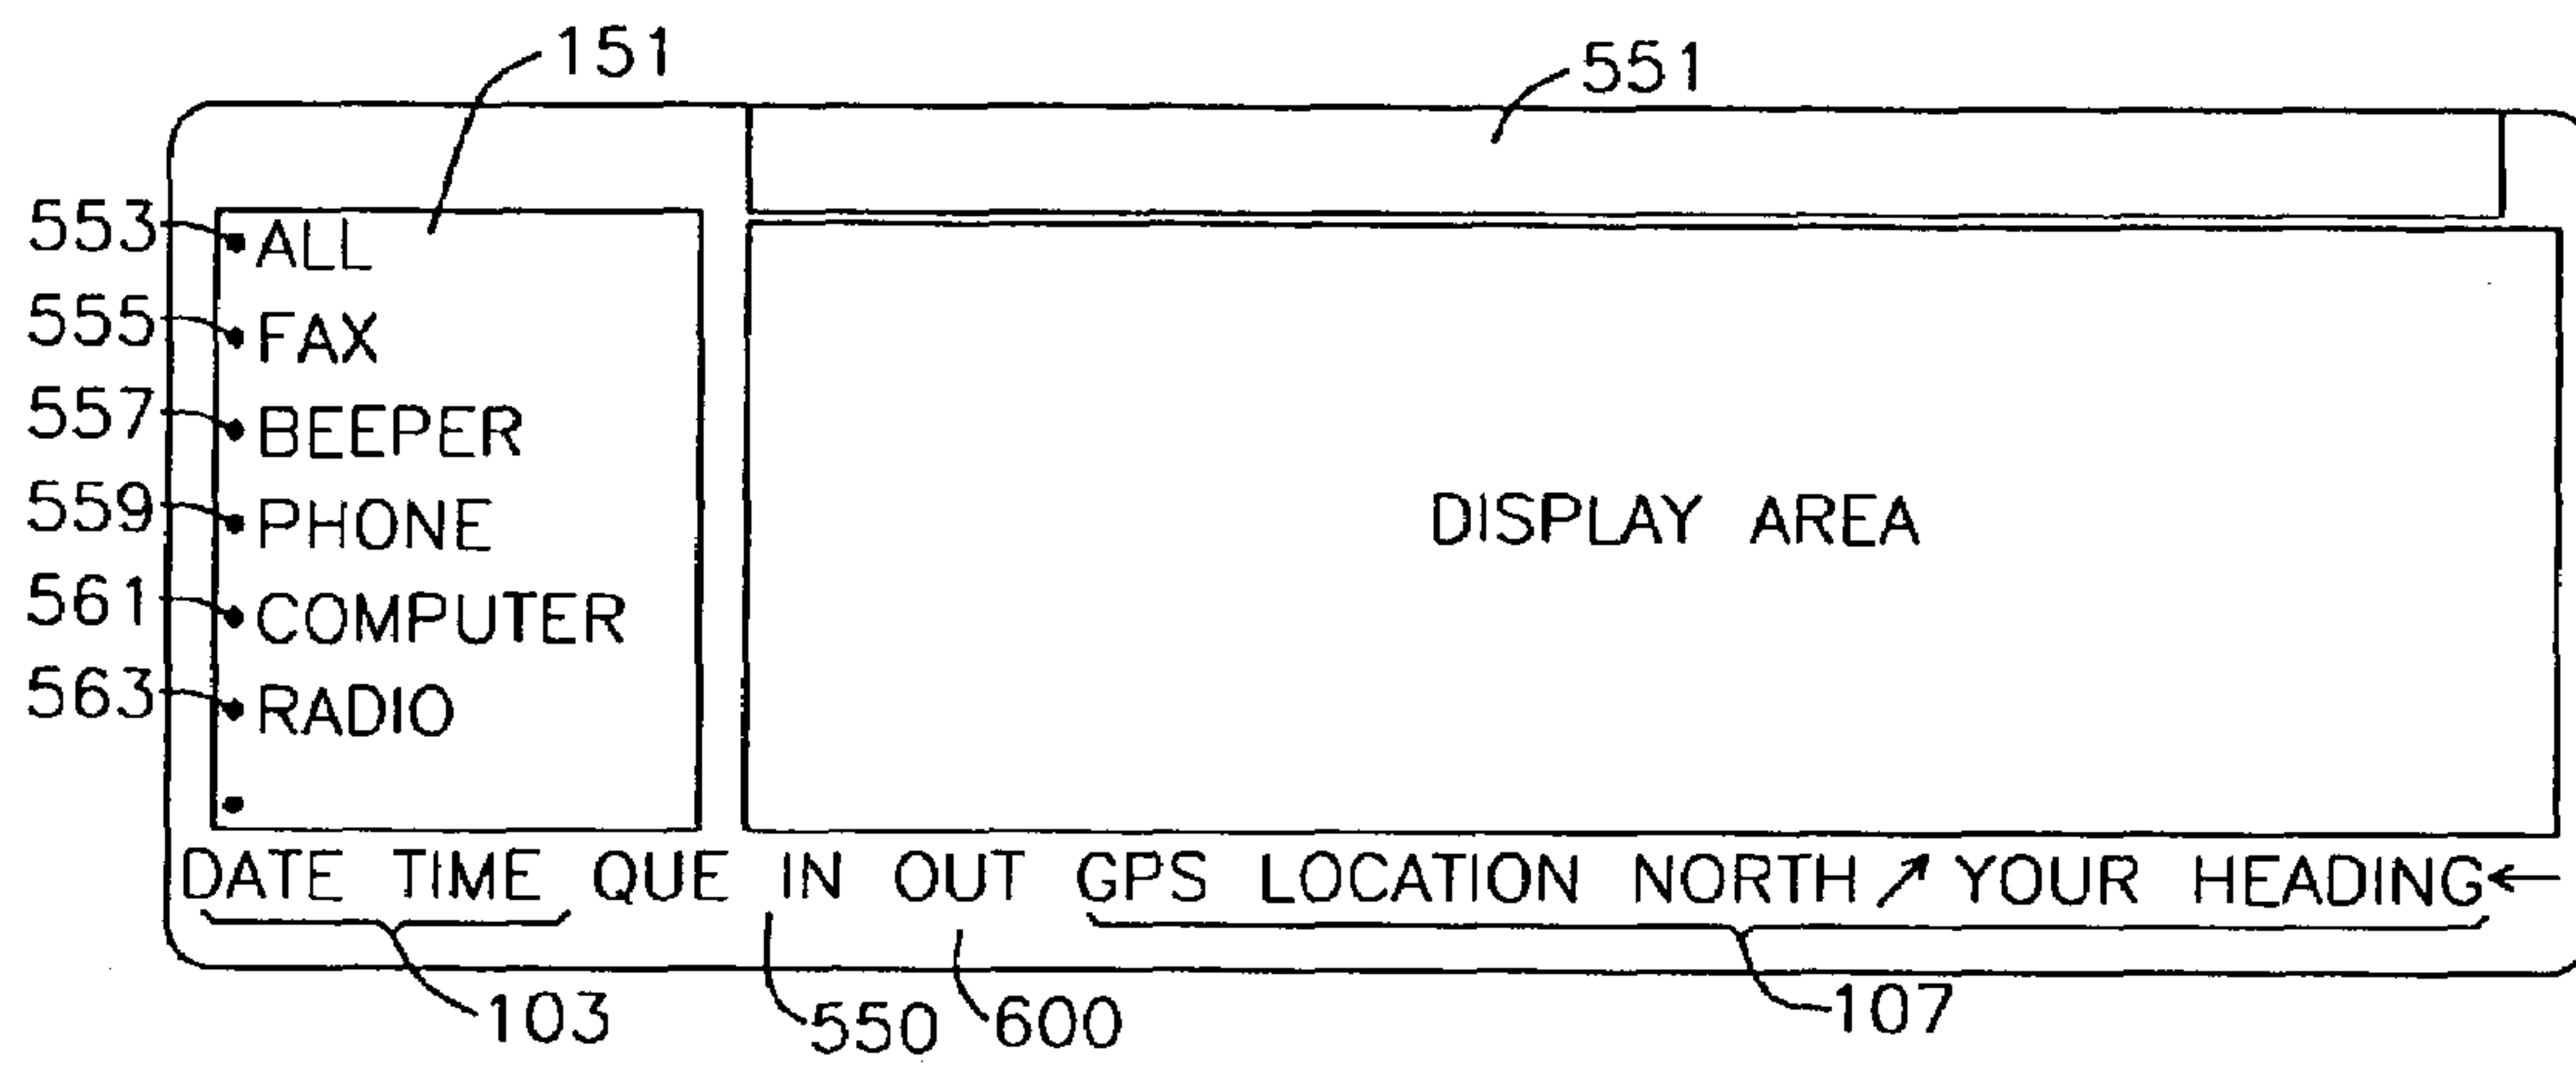 151
551
553 ALL
555 FAX
557 BEEPER
559 PHONE
561 COMPUTER
563 RADIO
DISPLAY AREA
DATE TIME QUE IN OUT GPS LOCATION NORTH ↗ YOUR HEADING ←
103 550 600 107